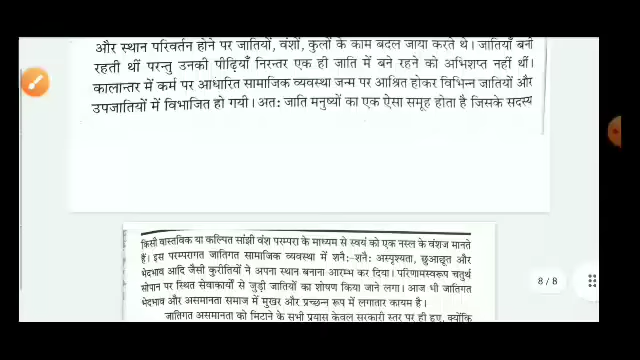 और स्थान परिवर्तन होने पर जातियों, वंशों, कुलों के काम बदल जाया करते थे। जातियाँ बनी
रहती थीं परन्तु उनकी पीढ़ियाँ निरन्तर एक ही जाति में बने रहने को अभिशप्त नहीं थीं।
कालान्तर में कर्म पर आधारित सामाजिक व्यवस्था जन्म पर आश्रित होकर विभिन्न जातियों और
उपजातियों में विभाजित हो गयी। अत: जाति मनुष्यों का एक ऐसा समूह होता है जिसके सदस्य
किसी वास्तविक या कल्पित सांझी वंश परम्परा के माध्यम से स्वयं को एक नस्ल के वंशज मानते
हैं। इस परम्परागत जातिगत सामाजिक व्यवस्था में शनै:-शनै: अस्पृश्यता, छुआछूत और
भेदभाव आदि जैसी कुरीतियों ने अपना स्थान बनाना आरम्भ कर दिया। परिणामस्वरूप चतुर्थ
सोपान पर स्थित सेवाकार्यों से जुड़ी जातियों का शोषण किया जाने लगा। आज भी जातिगत
भेदभाव और असमानता समाज में मुखर और प्रच्छन्न रूप में लगातार कायम है।
8 / 8
जातिगत असमानता को मिटाने के सभी प्रयास केवल सरकारी स्तर पर ही हुए, क्योंकि